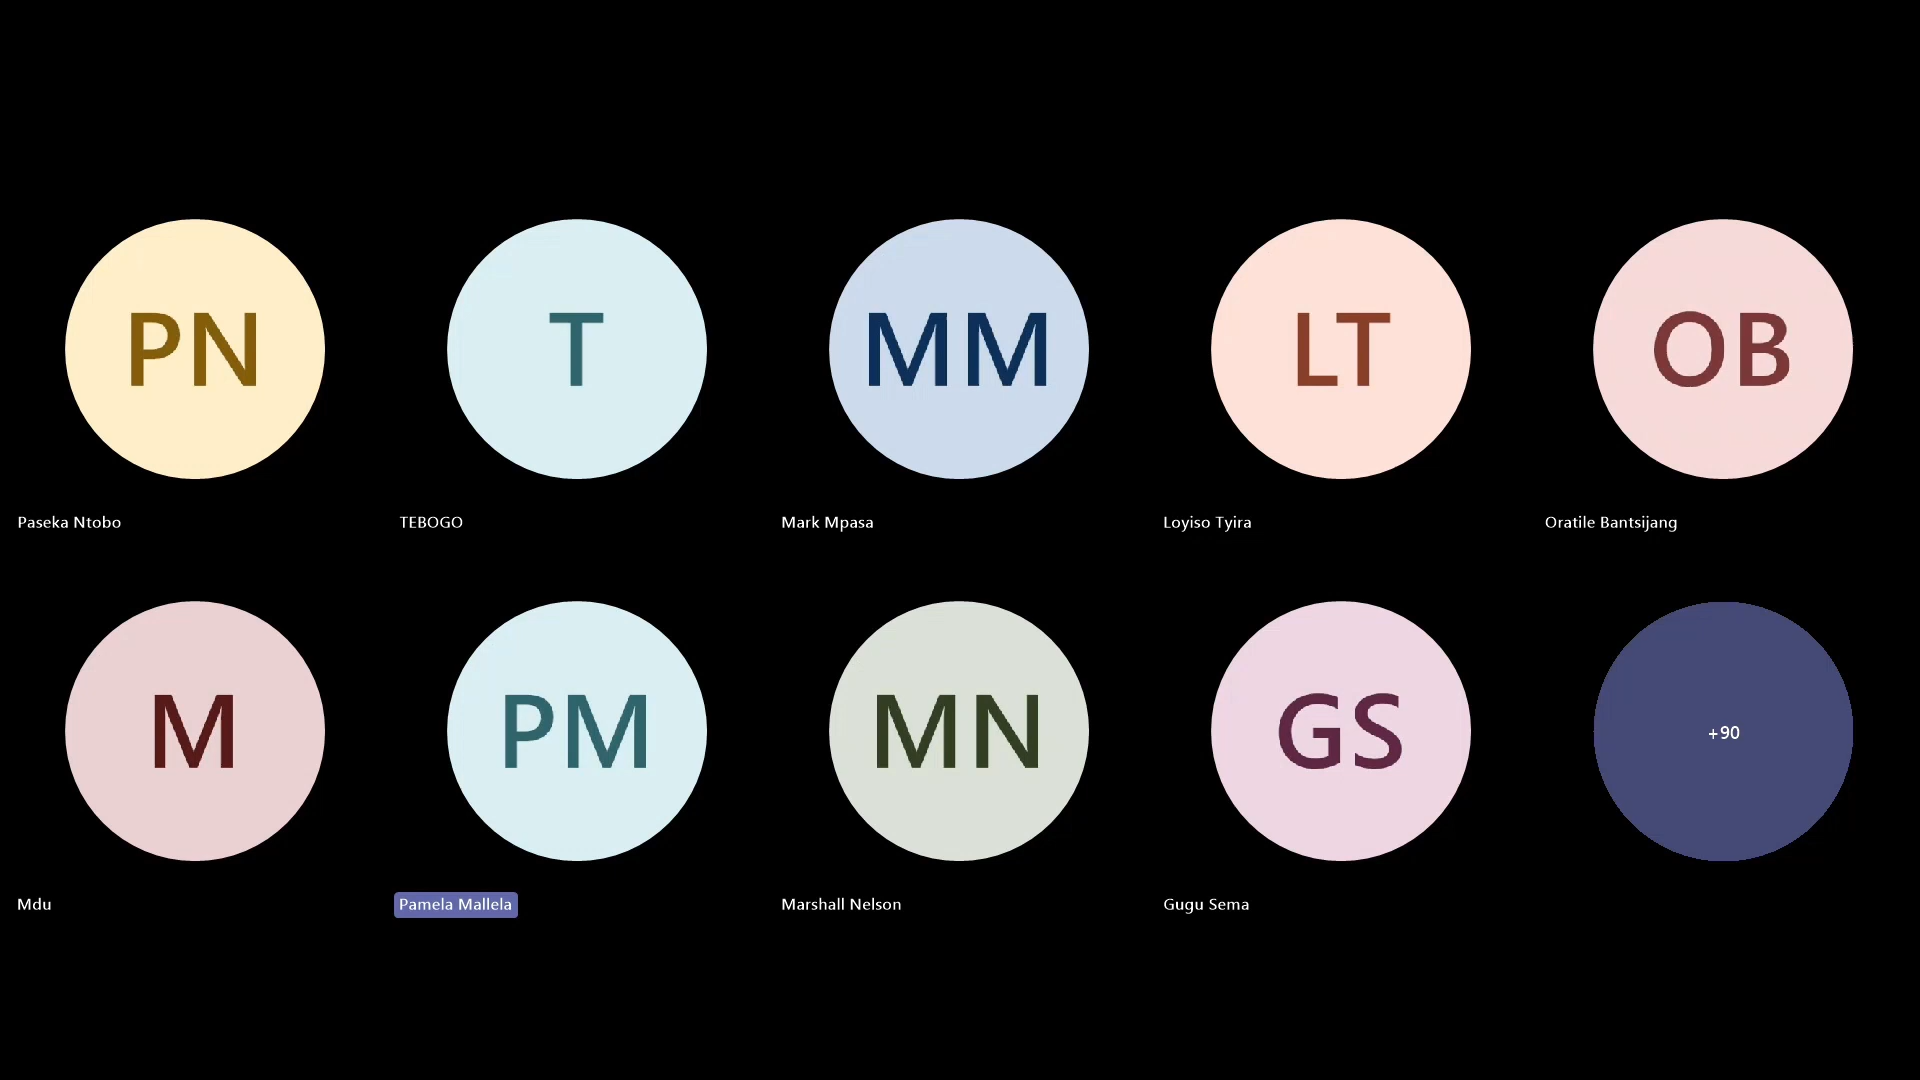 PN
T
MM
LT
OB
Paseka Ntobo
TEBOGO
Mark Mpasa
Loyiso Tyira
Oratile Bantsijang
M
PM
MN
GS
+90
Mdu
Pamela Mallela
Marshall Nelson
Gugu Sema